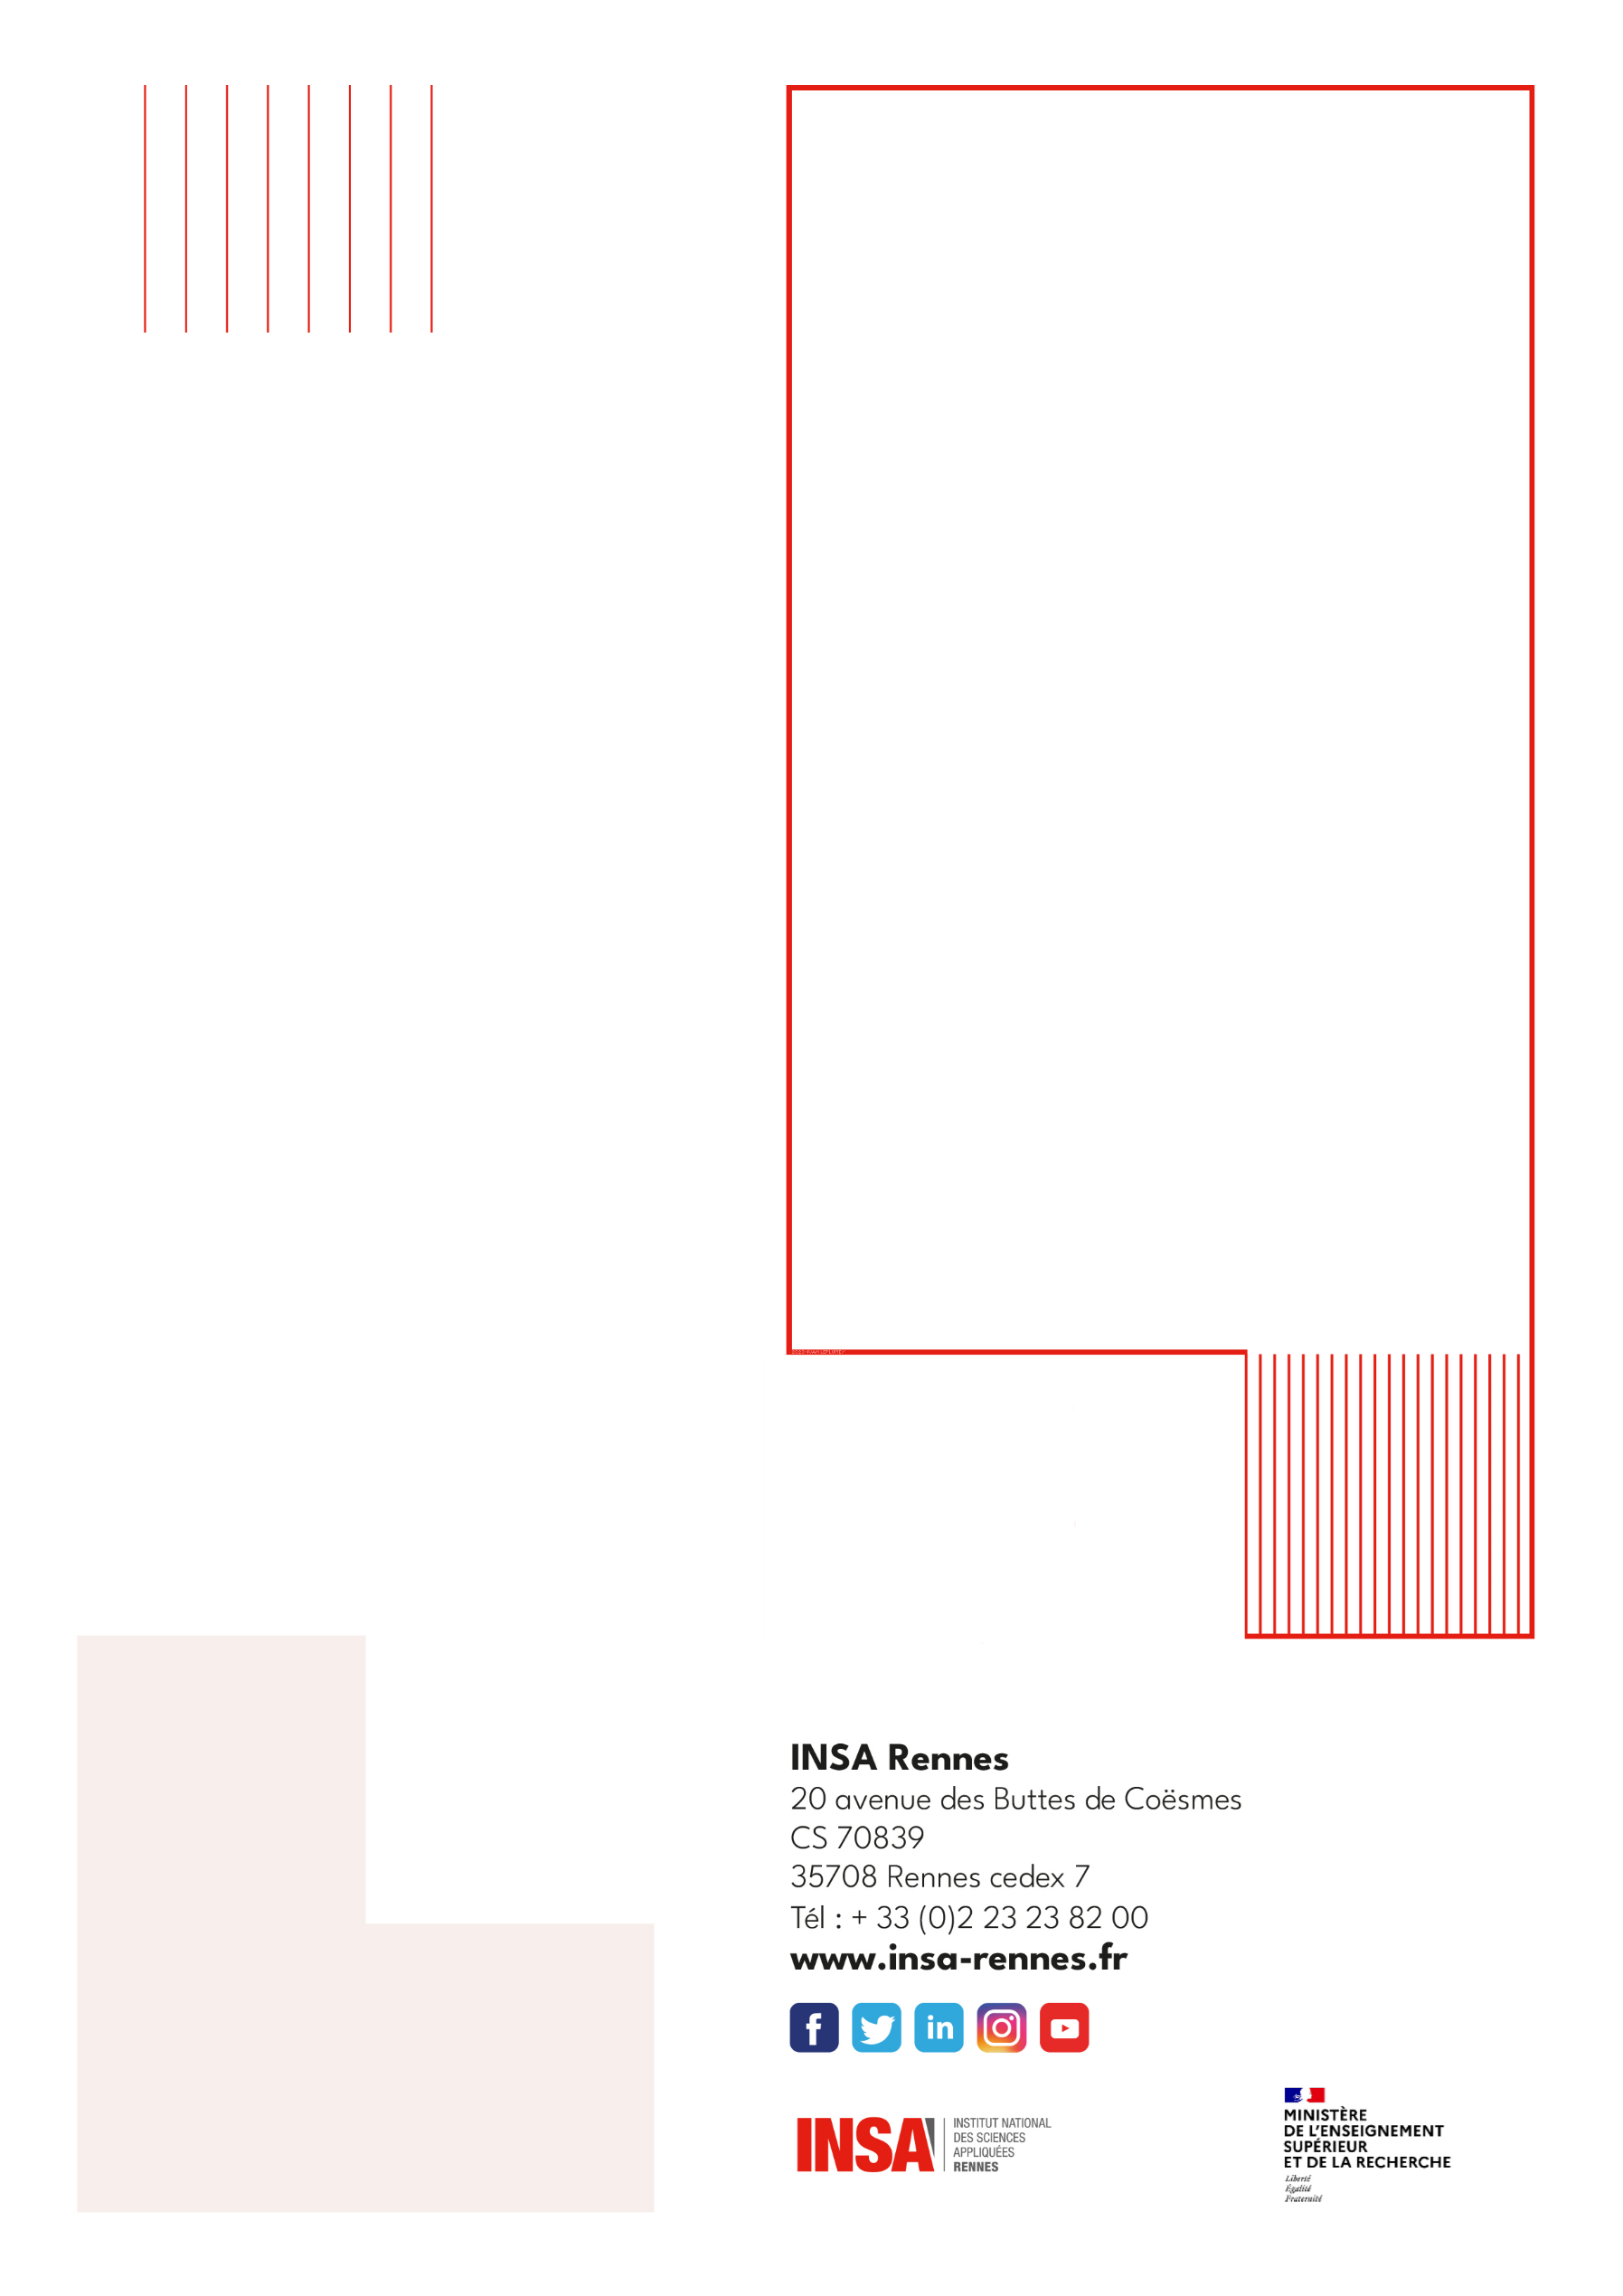 INSA Rennes
20 avenue des Buttes de Coësmes
CS 70839
35708 Rennes cedex 7
Tél : + 33 (0)2 23 23 82 00
www.insa-rennes.fr
INSA
INSTITUT NATIONAL
DES SCIENCES
APPLIQUÉES
RENNES
MINISTÈRE
DE L'ENSEIGNEMENT
SUPÉRIEUR
ET DE LA RECHERCHE
Liberté
Égalité
Fraternité